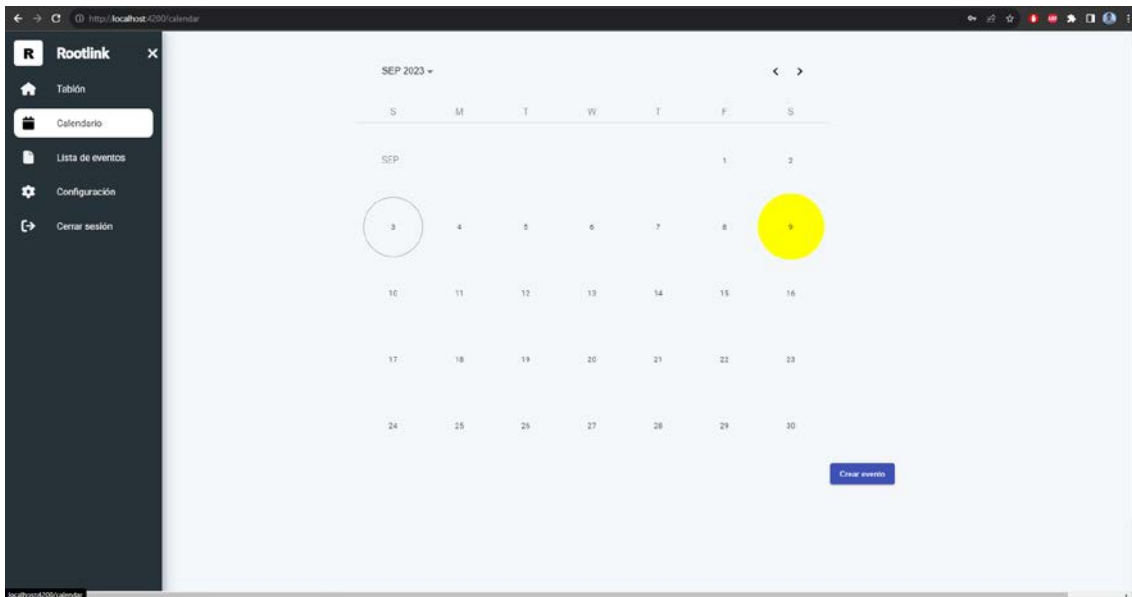 http://localhost:4200/calendar
R Rootlink
Tablón
Calendario
Lista de eventos
Configuración
Cerrar sesión
SEP 2023
S M T W T F S
SEP 1 2
3 4 5 6 7 8 9
10 11 12 13 14 15 16
17 18 19 20 21 22 23
24 25 26 27 28 29 30
Crear evento
localhost:4200/calendar